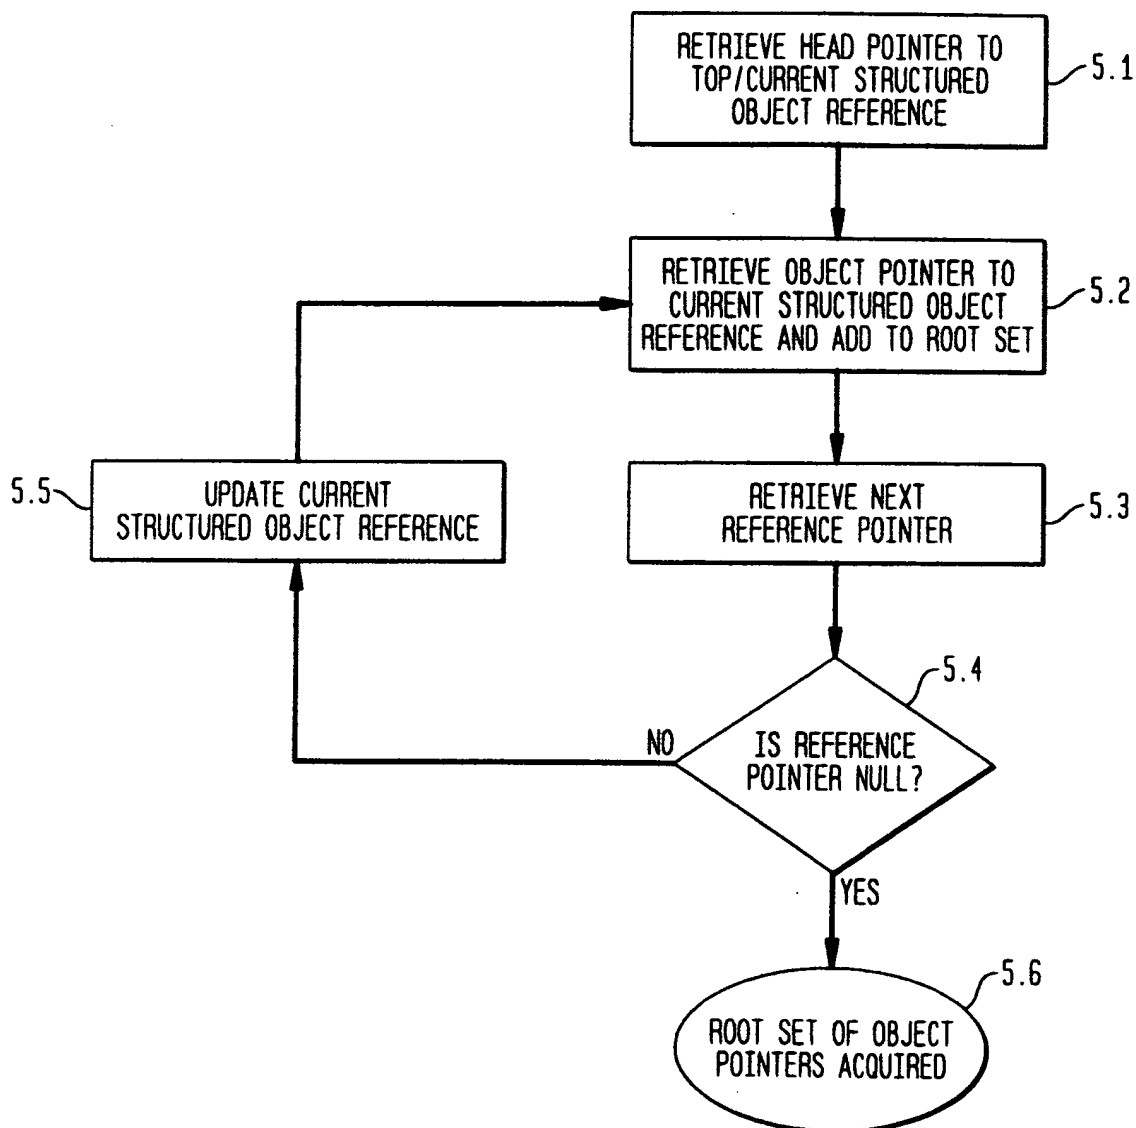 RETRIEVE HEAD POINTER TO
TOP/CURRENT STRUCTURED
OBJECT REFERENCE
5.1
RETRIEVE OBJECT POINTER TO
CURRENT STRUCTURED OBJECT
REFERENCE AND ADD TO ROOT SET
5.2
5.5
UPDATE CURRENT
STRUCTURED OBJECT REFERENCE
RETRIEVE NEXT
REFERENCE POINTER
5.3
5.4
NO
IS REFERENCE
POINTER NULL?
YES
5.6
ROOT SET OF OBJECT
POINTERS ACQUIRED